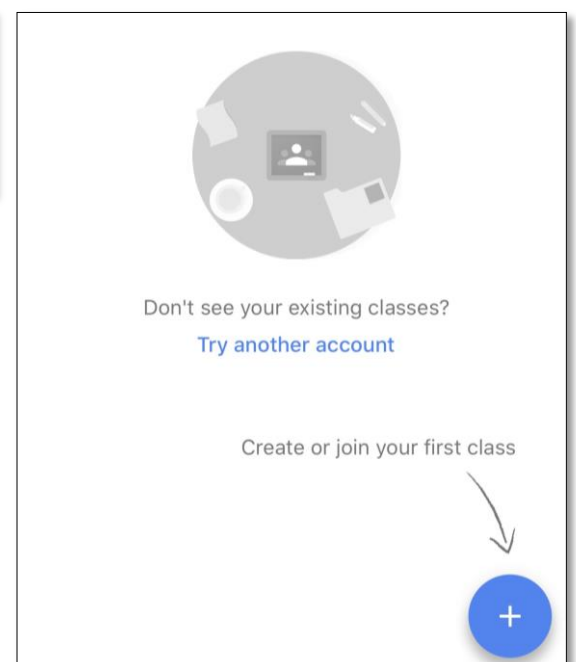 Don't see your existing classes?
Try another account
Create or join your first class
+